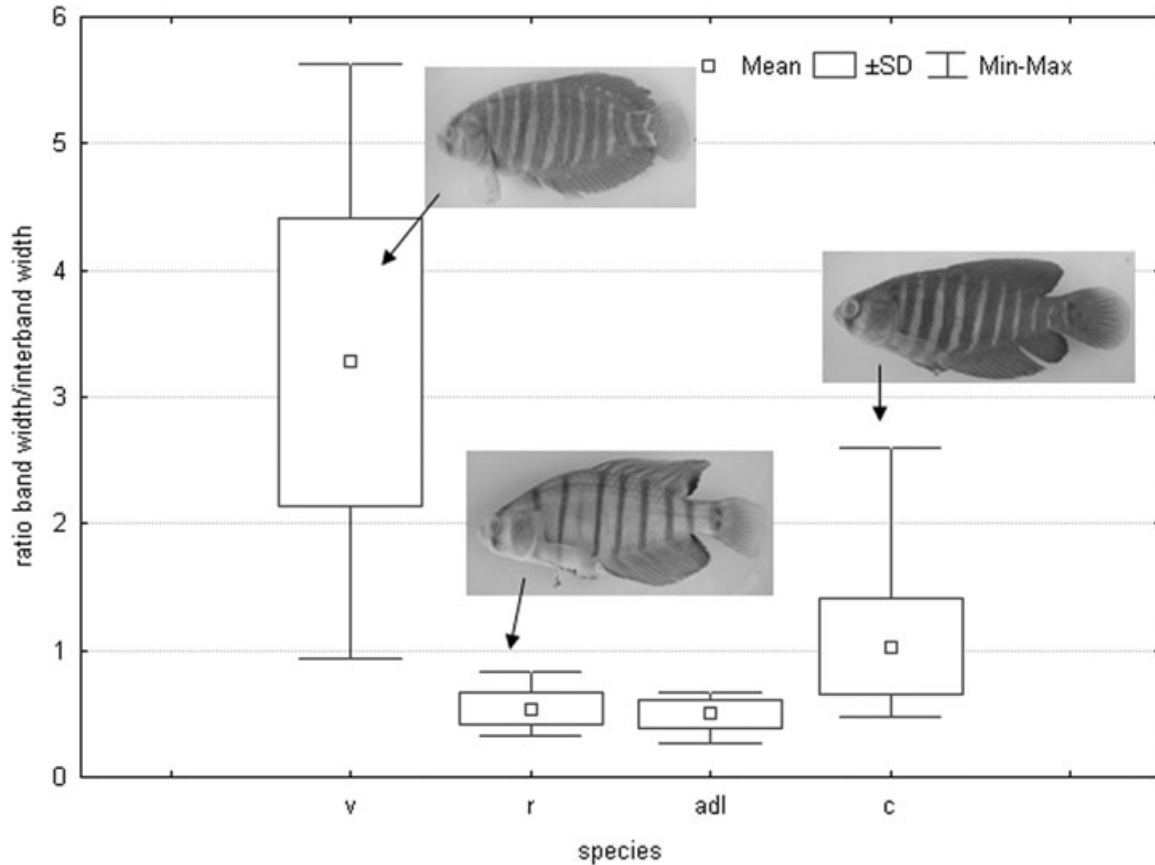 6
5
4
3
2
1
0
ratio band width/interband width
Mean ±SD Min-Max
v r adl c
species